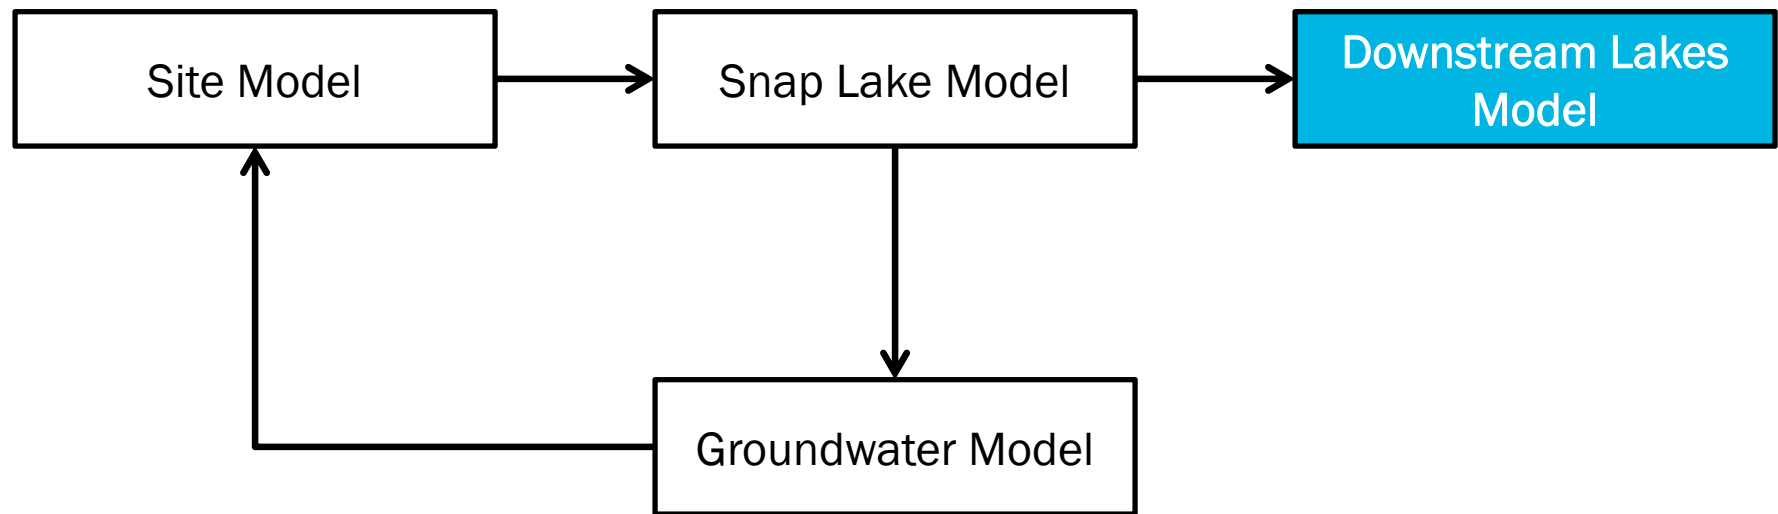 Site Model
Snap Lake Model
Downstream Lakes
Model
Groundwater Model